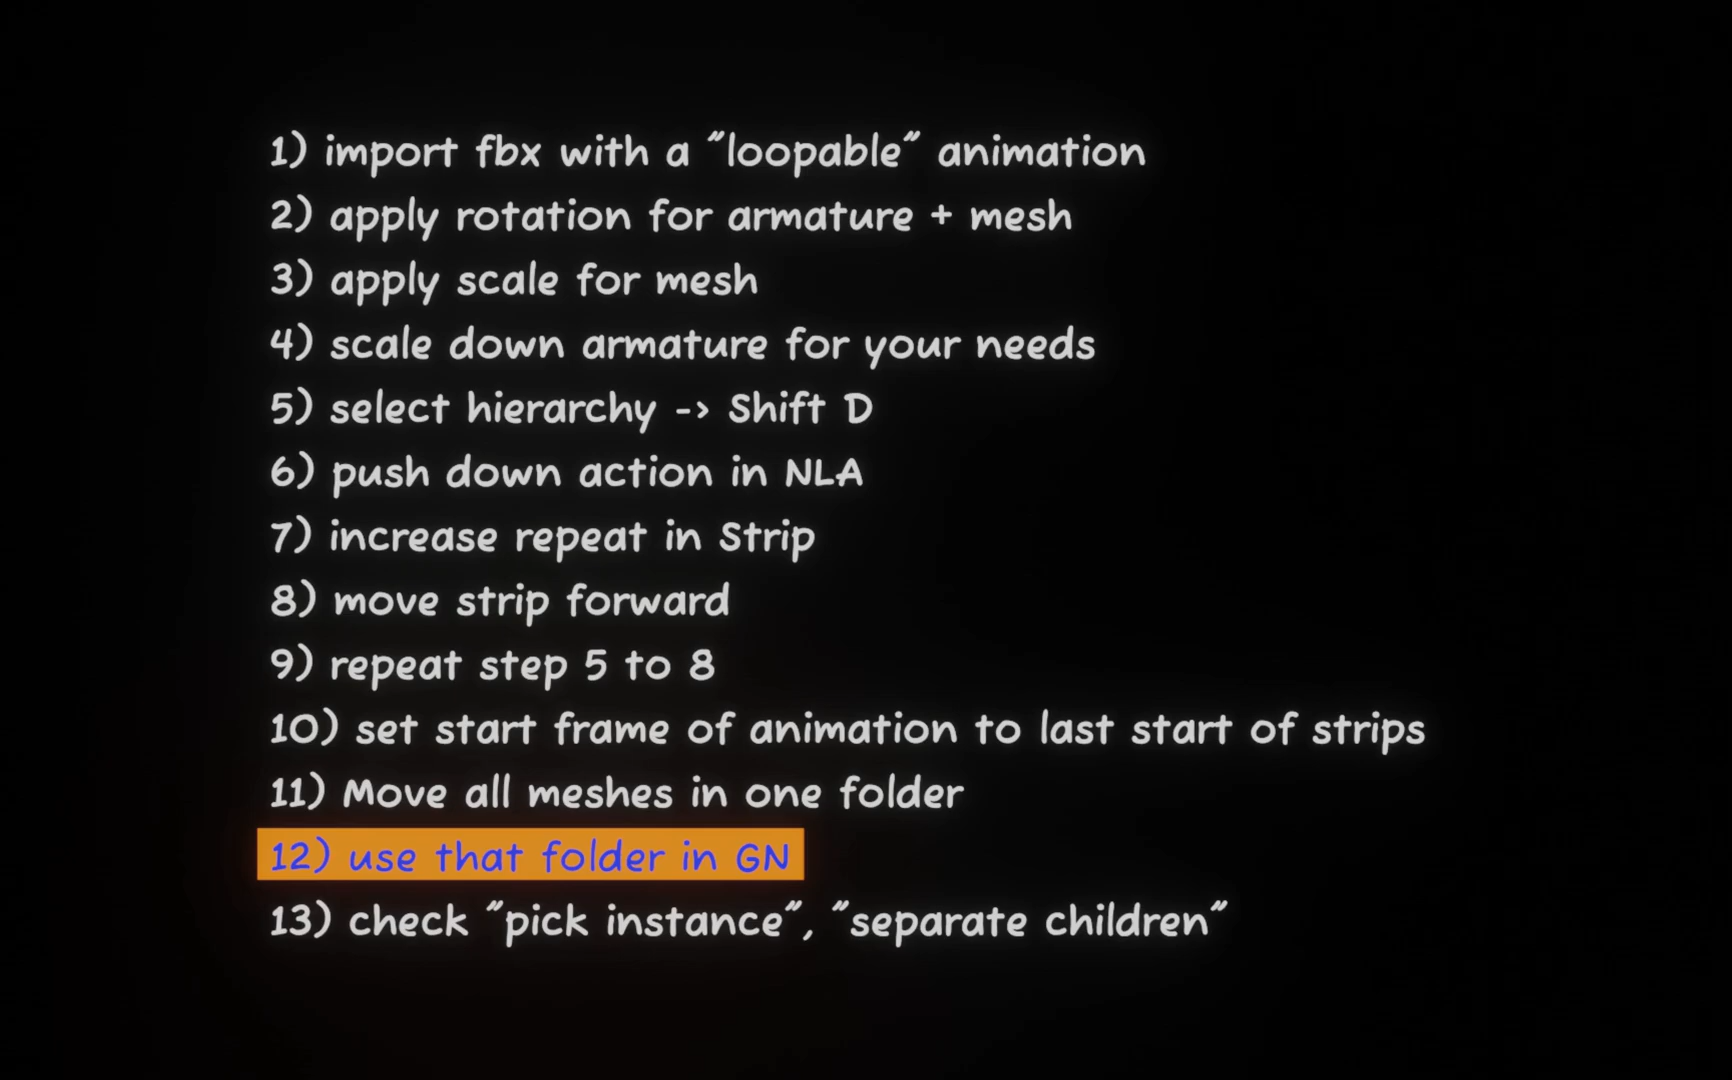 1) import fbx with a "loopable" animation
2) apply rotation for armature + mesh
3) apply scale for mesh
4) scale down armature for your needs
5) select hierarchy -> Shift D
6) push down action in NLA
7) increase repeat in Strip
8) move strip forward
9) repeat step 5 to 8
10) set start frame of animation to last start of strips
11) Move all meshes in one folder
12) use that folder in GN
13) check "pick instance", "separate children"